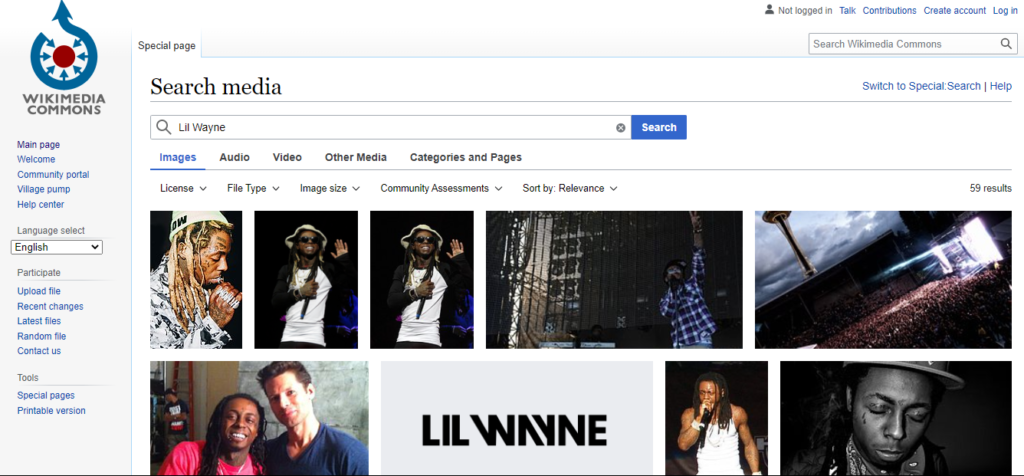 Not logged in Talk Contributions Create account Log in
Special page
Search Wikimedia Commons
WIKIMEDIA
COMMONS
Search media
Switch to Special:Search | Help
Lil Wayne
Search
Images Audio Video Other Media Categories and Pages
License File Type Image size Community Assessments Sort by: Relevance
59 results
Main page
Welcome
Community portal
Village pump
Help center
Language select
English
Participate
Upload file
Recent changes
Latest files
Random file
Contact us
Tools
Special pages
Printable version
LIL WAYNE